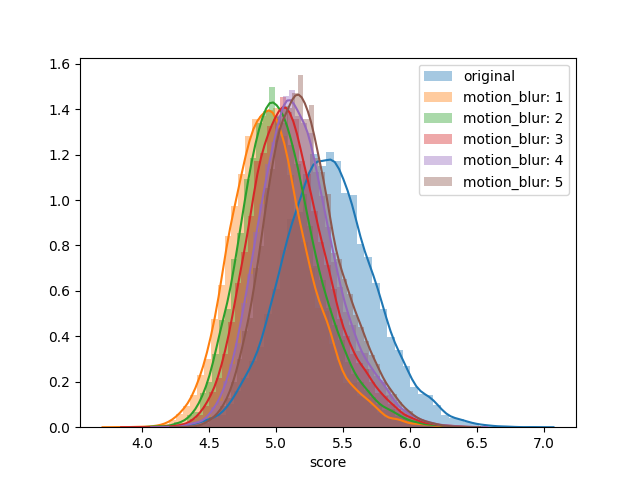 1.6
1.4
1.2
1.0
0.8
0.6
0.4
0.2
0.0
4.0 4.5 5.0 5.5 6.0 6.5 7.0
score
original
motion_blur: 1
motion_blur: 2
motion_blur: 3
motion_blur: 4
motion_blur: 5